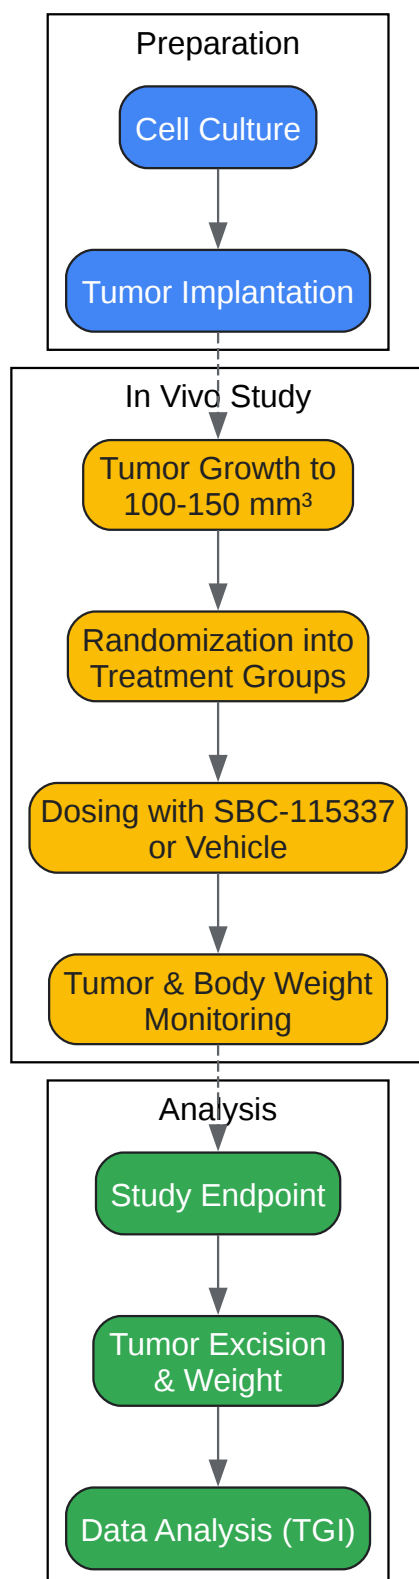 Preparation
Cell Culture
Tumor Implantation
In Vivo Study
Tumor Growth to
100-150 mm³
Randomization into
Treatment Groups
Dosing with SBC-115337
or Vehicle
Tumor & Body Weight
Monitoring
Analysis
Study Endpoint
Tumor Excision
& Weight
Data Analysis (TGI)